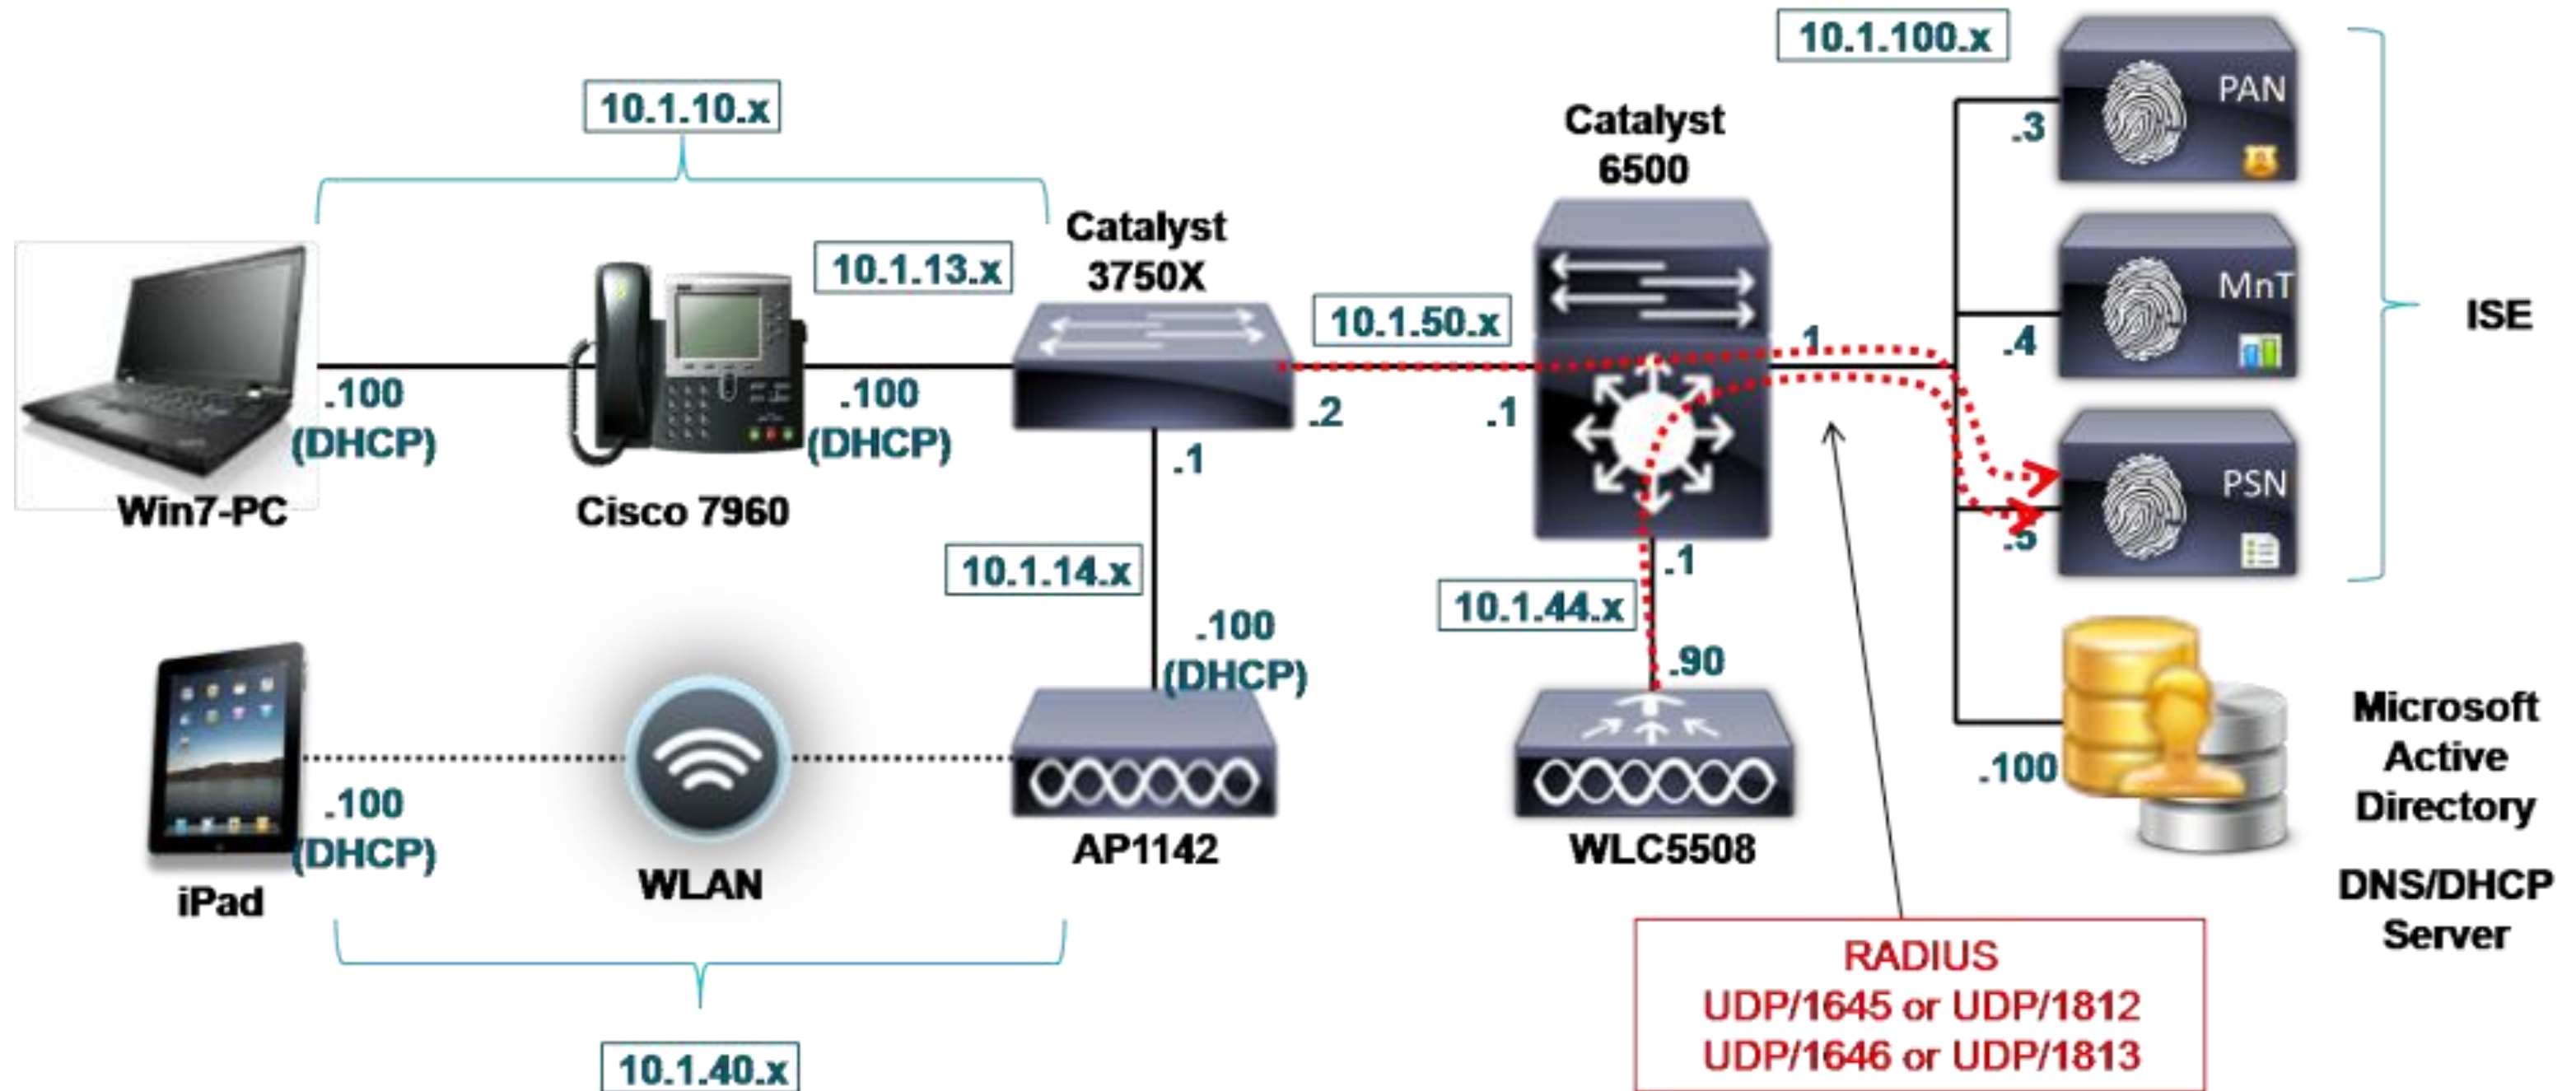 10.1.100.x
PAN
.3
10.1.10.x
Catalyst
6500
Catalyst
3750X
10.1.13.x
10.1.50.x
MnT
.4
ISE
1
.100
(DHCP)
.100
(DHCP)
.2
.1
.1
Win7-PC
Cisco 7960
PSN
.5
10.1.14.x
.1
10.1.44.x
.100
(DHCP)
.90
.100
Microsoft
Active
Directory
.100
(DHCP)
iPad
WLAN
AP1142
WLC5508
DNS/DHCP
Server
RADIUS
UDP/1645 or UDP/1812
UDP/1646 or UDP/1813
10.1.40.x